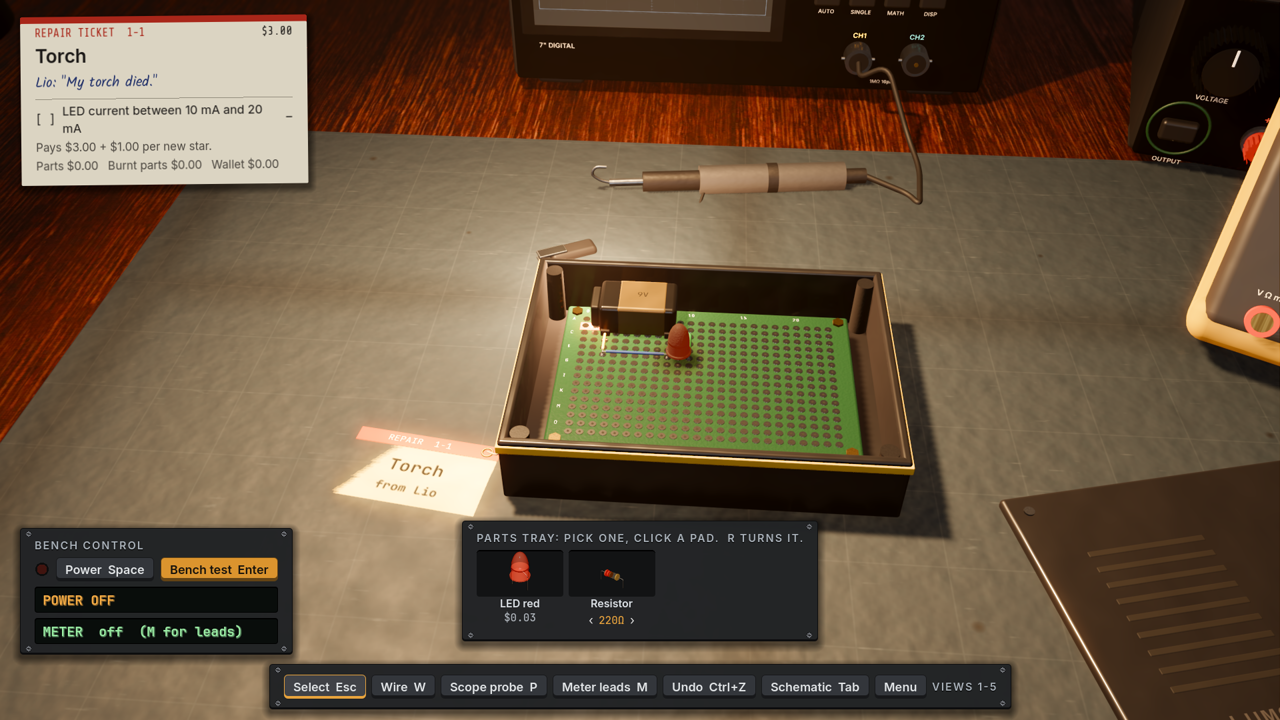 REPAIR TICKET 1-1 $3.00
Torch
Lio: "My torch died."
[ ] LED current between 10 mA and 20 mA –
Pays $3.00 + $1.00 per new star.
Parts $0.00 Burnt parts $0.00 Wallet $0.00
7" DIGITAL
AUTO SINGLE MATH DISP
CH1 CH2
VOLTAGE
OUTPUT
9V
REPAIR 1-1
Torch
from Lio
BENCH CONTROL
Power Space Bench test Enter
POWER OFF
METER off (M for leads)
PARTS TRAY: PICK ONE, CLICK A PAD. R TURNS IT.
LED red
$0.03
Resistor
‹ 220Ω ›
Select Esc Wire W Scope probe P Meter leads M Undo Ctrl+Z Schematic Tab Menu VIEWS 1-5